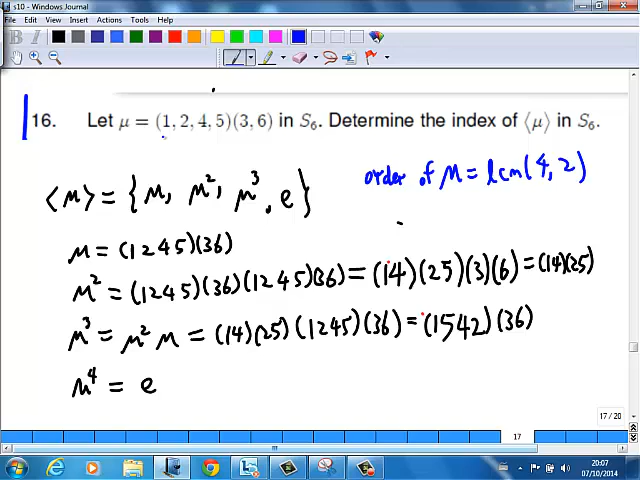 s10 - Windows Journal
File Edit View Insert Actions Tools Help
B I
16. Let μ = (1, 2, 4, 5)(3, 6) in S₆. Determine the index of ⟨μ⟩ in S₆.
order of μ = lcm(4, 2)
⟨μ⟩ = {μ, μ², μ³, e}
μ = (1245)(36)
μ² = (1245)(36)(1245)(36) = (14)(25)(3)(6) = (14)(25)
μ³ = μ² μ = (14)(25)(1245)(36) = (1542)(36)
μ⁴ = e
17 / 20
17
20:07
07/10/2014